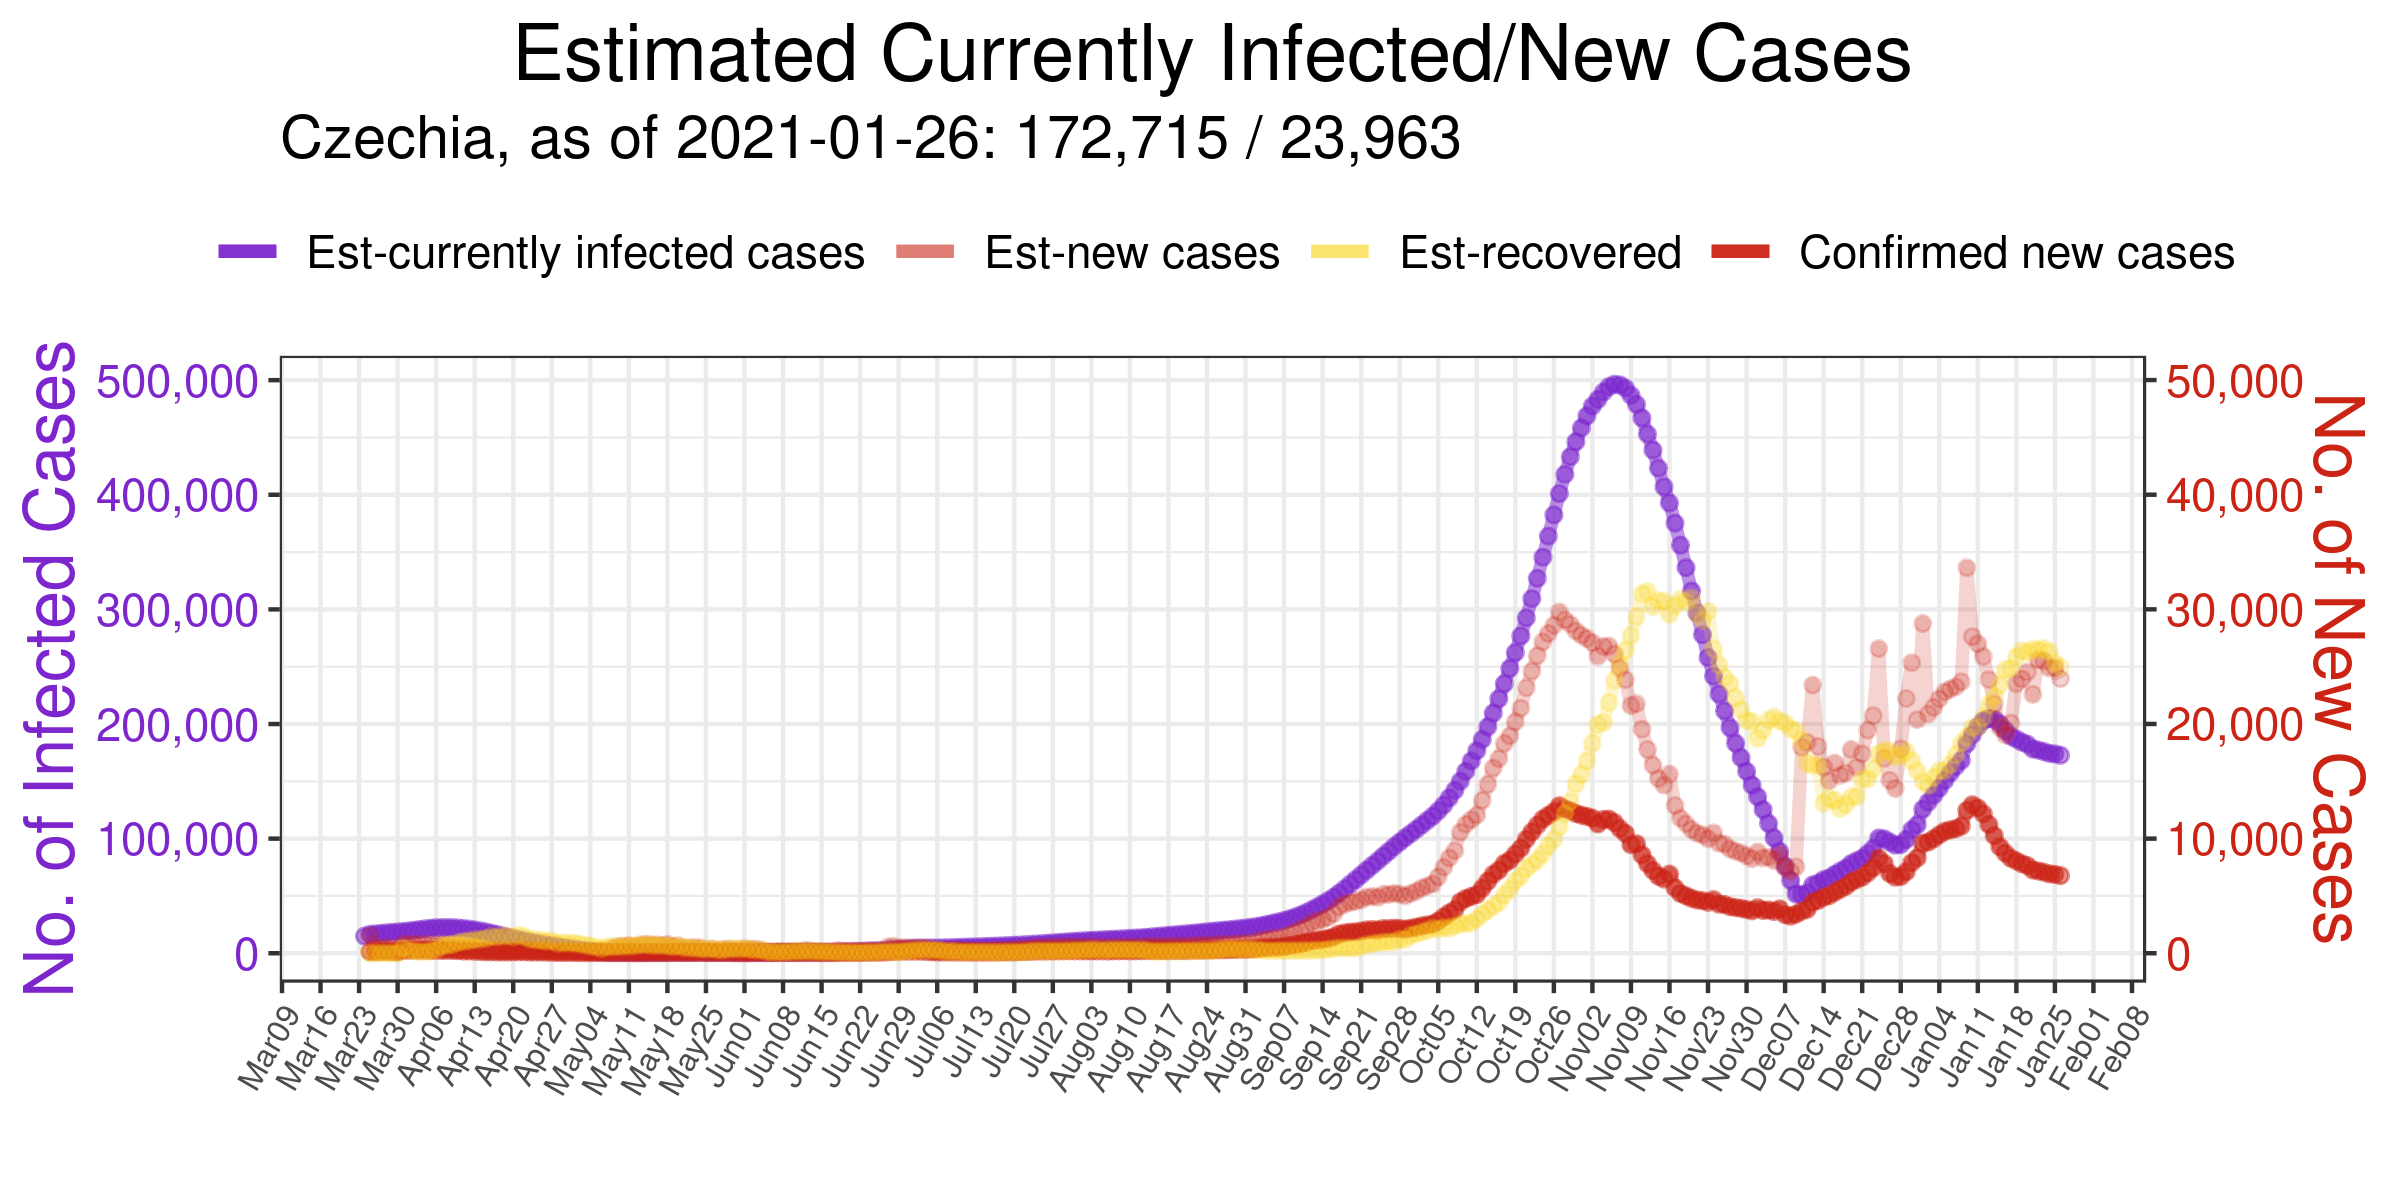 Estimated Currently Infected/New Cases
Czechia, as of 2021-01-26: 172,715 / 23,963
Est-currently infected cases Est-new cases Est-recovered Confirmed new cases
No. of Infected Cases
500,000
400,000
300,000
200,000
100,000
0
50,000
40,000
30,000
20,000
10,000
0
No. of New Cases
Mar09 Mar16 Mar23 Mar30 Apr06 Apr13 Apr20 Apr27 May04 May11 May18 May25 Jun01 Jun08 Jun15 Jun22 Jun29 Jul06 Jul13 Jul20 Jul27 Aug03 Aug10 Aug17 Aug24 Aug31 Sep07 Sep14 Sep21 Sep28 Oct05 Oct12 Oct19 Oct26 Nov02 Nov09 Nov16 Nov23 Nov30 Dec07 Dec14 Dec21 Dec28 Jan04 Jan11 Jan18 Jan25 Feb01 Feb08